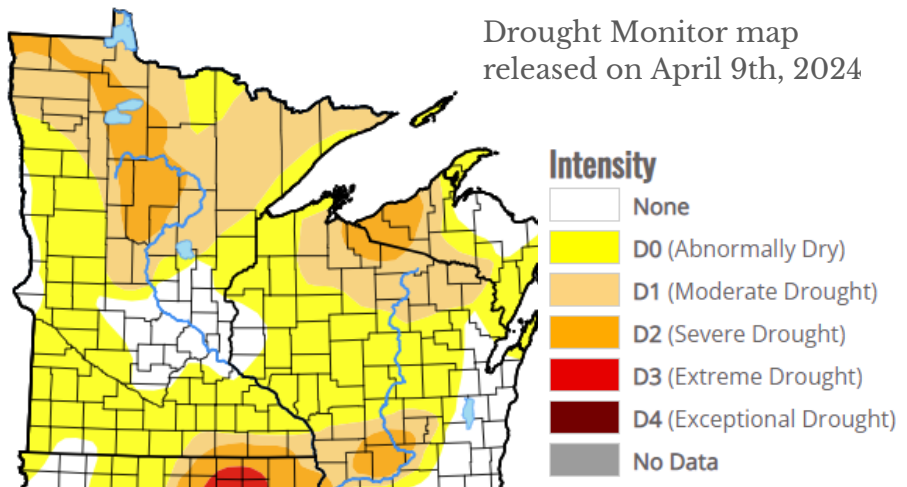 Drought Monitor map
released on April 9th, 2024
Intensity
None
D0 (Abnormally Dry)
D1 (Moderate Drought)
D2 (Severe Drought)
D3 (Extreme Drought)
D4 (Exceptional Drought)
No Data